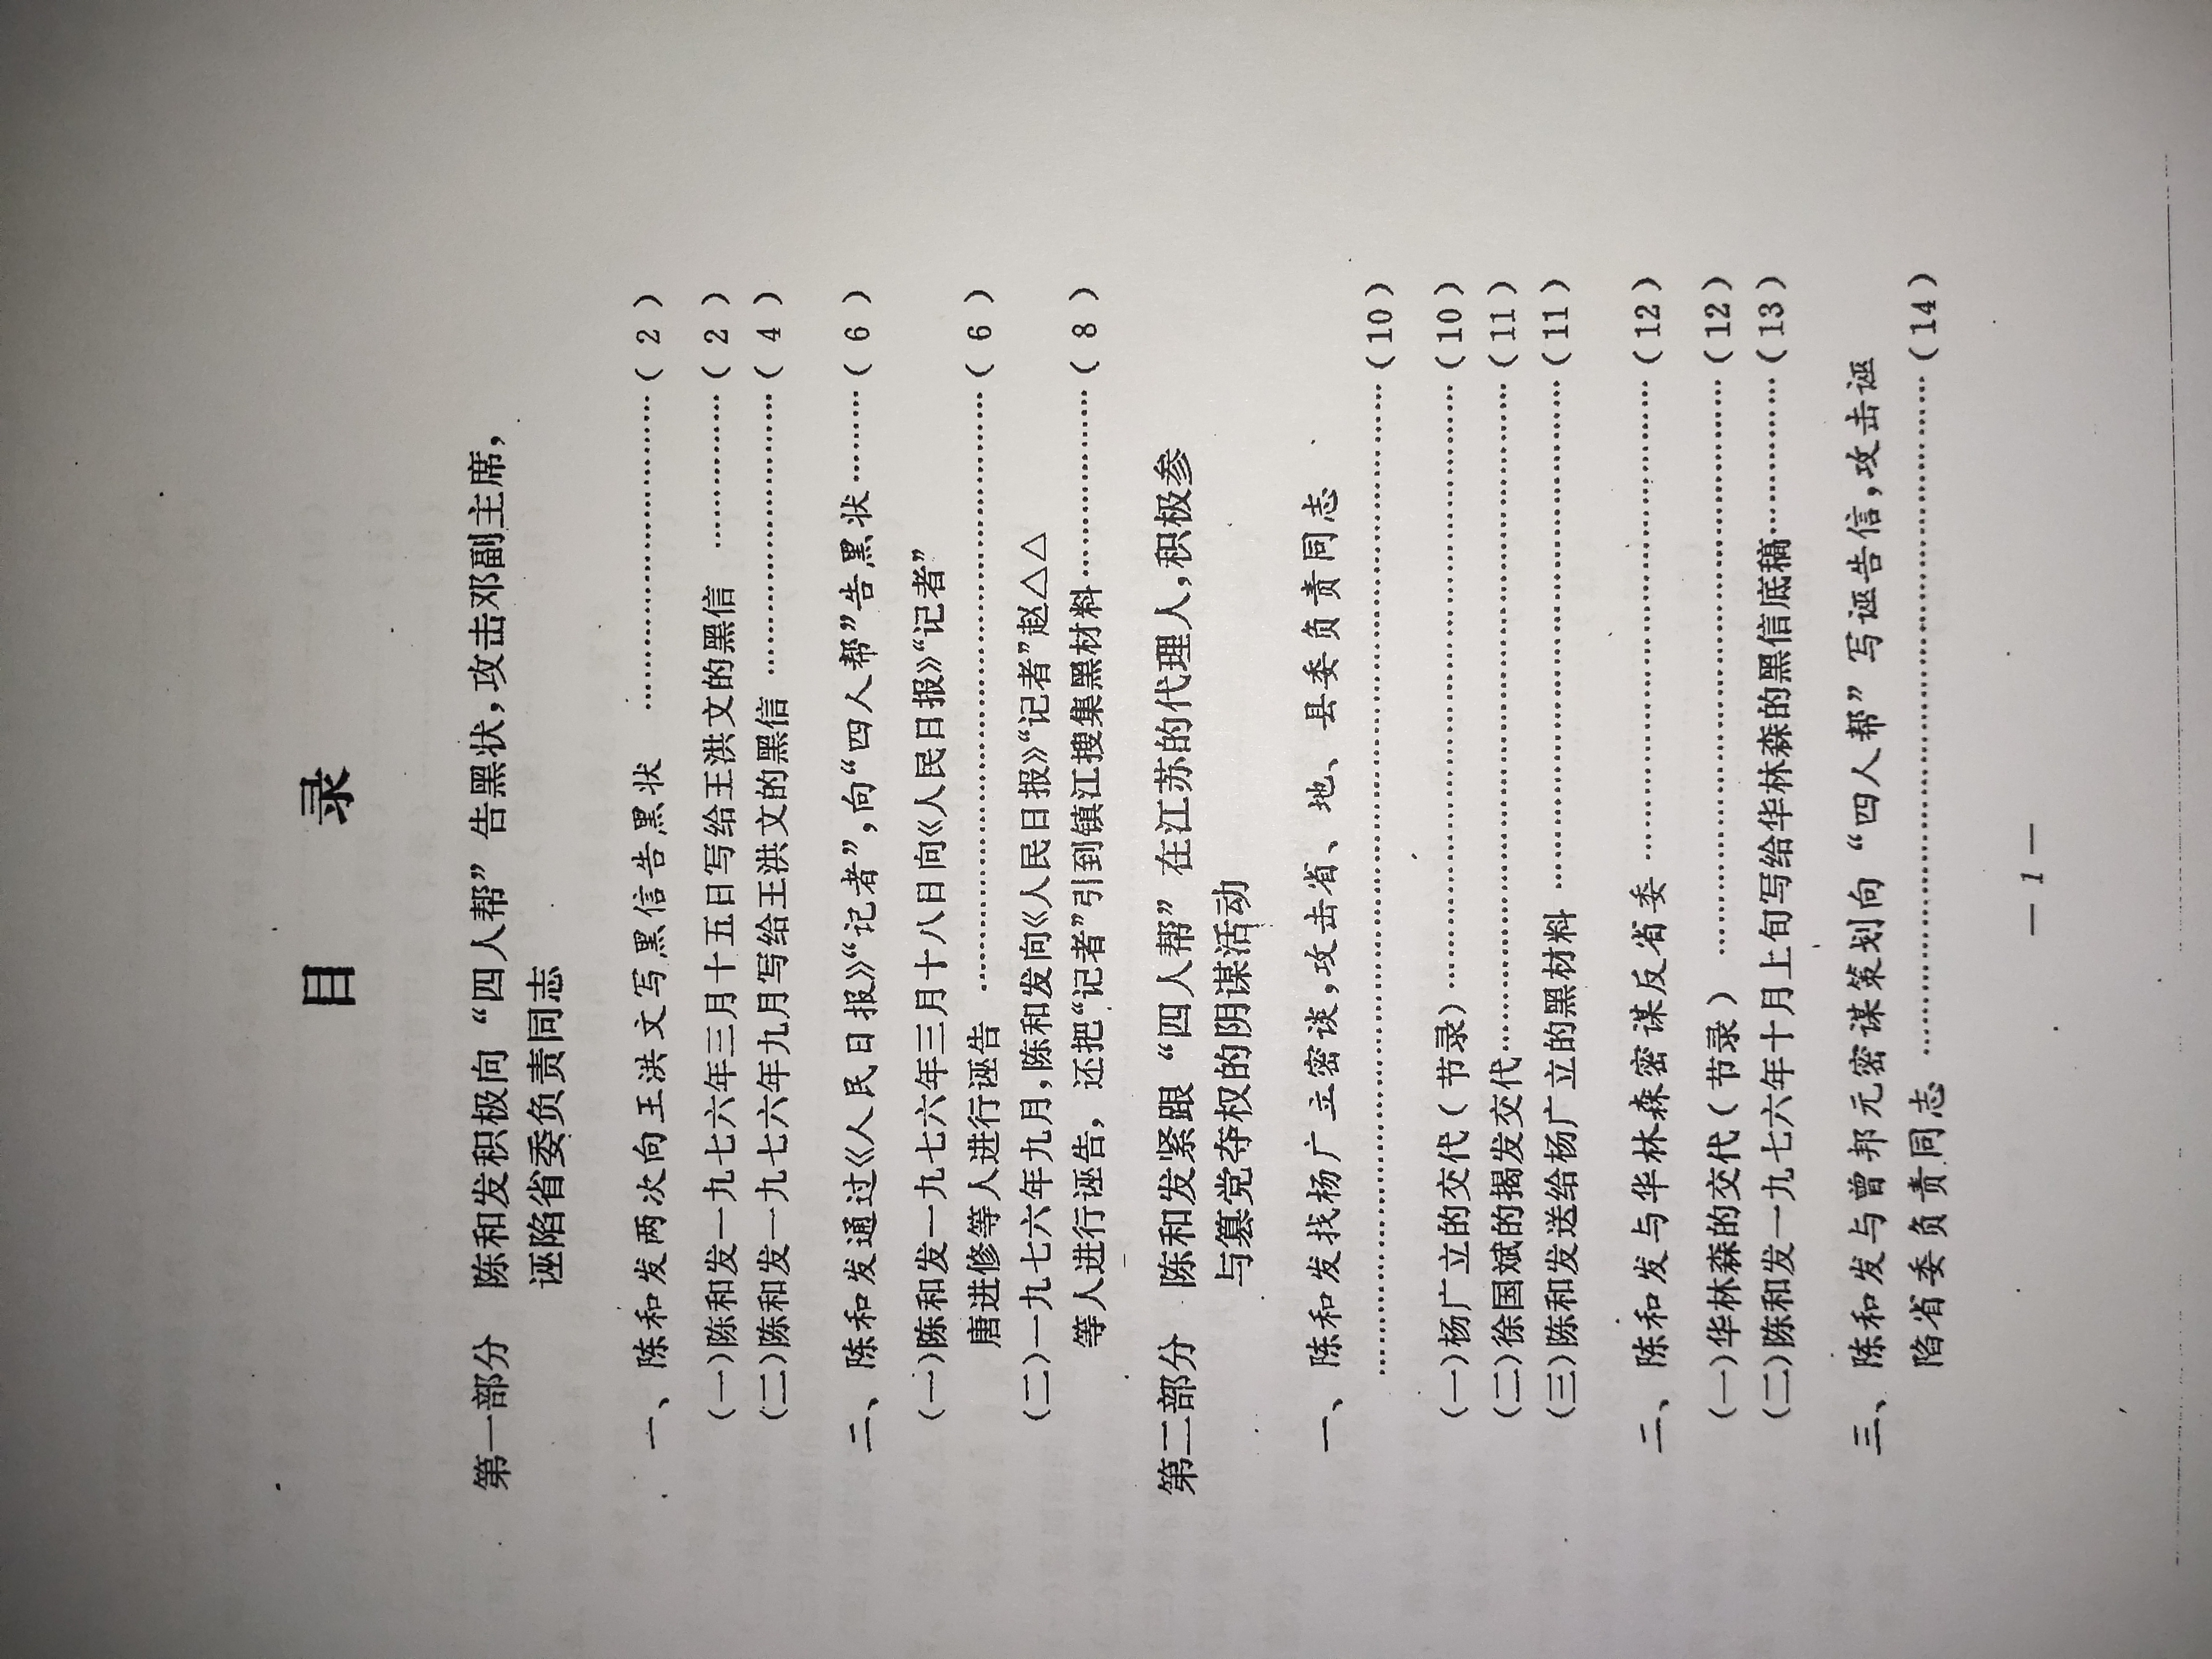 目 录
第一部分 陈和发积极向“四人帮”告黑状，攻击邓副主席，
诬陷省委负责同志
一、陈和发两次向王洪文写黑信告黑状 …………………………（ 2 ）
（一）陈和发一九七六年三月十五日写给王洪文的黑信 ……………（ 2 ）
（二）陈和发一九七六年九月写给王洪文的黑信 ………………………（ 4 ）
二、陈和发通过《人民日报》“记者”，向“四人帮”告黑状………（ 6 ）
（一）陈和发一九七六年三月十八日向《人民日报》“记者”
唐进修等人进行诬告 …………………………………………………（ 6 ）
（二）一九七六年九月，陈和发向《人民日报》“记者”赵△△
等人进行诬告，还把“记者”引到镇江搜集黑材料………………（ 8 ）
第二部分 陈和发紧跟“四人帮”在江苏的代理人，积极参
与篡党夺权的阴谋活动
一、陈和发找杨广立密谈，攻击省、地、县委负责同志
……………………………………………………………………………………（10）
（一）杨广立的交代（节录）…………………………………………………（10）
（二）徐国斌的揭发交代………………………………………………………（11）
（三）陈和发送给杨广立的黑材料 …………………………………………（11）
二、陈和发与华林森密谋反省委 ………………………………………（12）
（一）华林森的交代（节录） ………………………………………………（12）
（二）陈和发一九七六年十月上旬写给华林森的黑信底稿……………（13）
三、陈和发与曾邦元密谋策划向“四人帮”写诬告信，攻击诬
陷省委负责同志 …………………………………………………………（14）
— 1 —